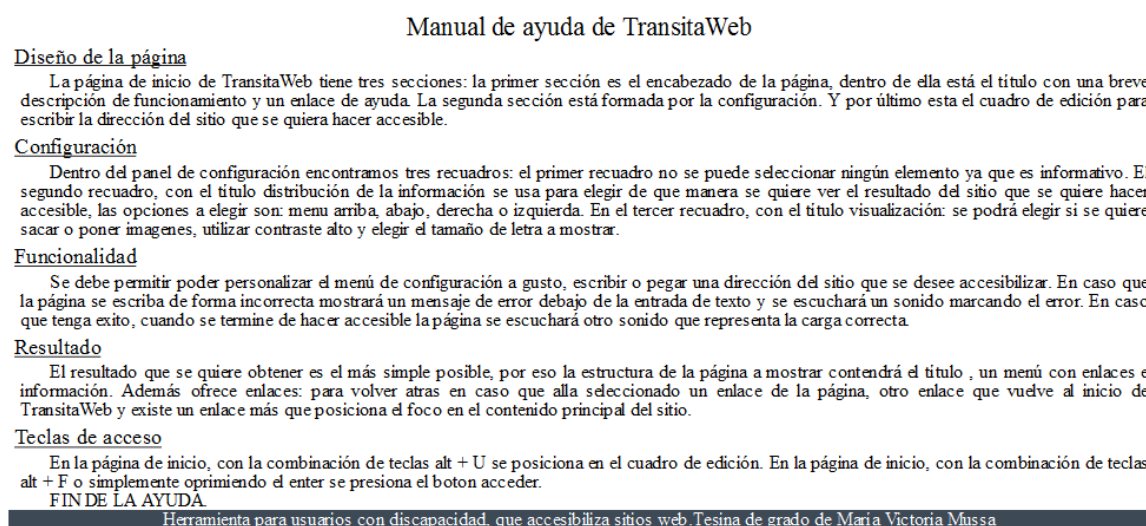 Manual de ayuda de TransitaWeb
Diseño de la página
La página de inicio de TransitaWeb tiene tres secciones: la primer sección es el encabezado de la página, dentro de ella está el título con una breve
descripción de funcionamiento y un enlace de ayuda. La segunda sección está formada por la configuración. Y por último esta el cuadro de edición para
escribir la dirección del sitio que se quiera hacer accesible.
Configuración
Dentro del panel de configuración encontramos tres recuadros: el primer recuadro no se puede seleccionar ningún elemento ya que es informativo. El
segundo recuadro, con el título distribución de la información se usa para elegir de que manera se quiere ver el resultado del sitio que se quiere hacer
accesible, las opciones a elegir son: menu arriba, abajo, derecha o izquierda. En el tercer recuadro, con el título visualización: se podrá elegir si se quiere
sacar o poner imagenes, utilizar contraste alto y elegir el tamaño de letra a mostrar.
Funcionalidad
Se debe permitir poder personalizar el menú de configuración a gusto, escribir o pegar una dirección del sitio que se desee accesibilizar. En caso que
la página se escriba de forma incorrecta mostrará un mensaje de error debajo de la entrada de texto y se escuchará un sonido marcando el error. En caso
que tenga exito, cuando se termine de hacer accesible la página se escuchará otro sonido que representa la carga correcta.
Resultado
El resultado que se quiere obtener es el más simple posible, por eso la estructura de la página a mostrar contendrá el título , un menú con enlaces e
información. Además ofrece enlaces: para volver atras en caso que alla seleccionado un enlace de la página, otro enlace que vuelve al inicio de
TransitaWeb y existe un enlace más que posiciona el foco en el contenido principal del sitio.
Teclas de acceso
En la página de inicio, con la combinación de teclas alt + U se posiciona en el cuadro de edición. En la página de inicio, con la combinación de teclas
alt + F o simplemente oprimiendo el enter se presiona el boton acceder.
FIN DE LA AYUDA.
Herramienta para usuarios con discapacidad, que accesibiliza sitios web.Tesina de grado de María Victoria Mussa